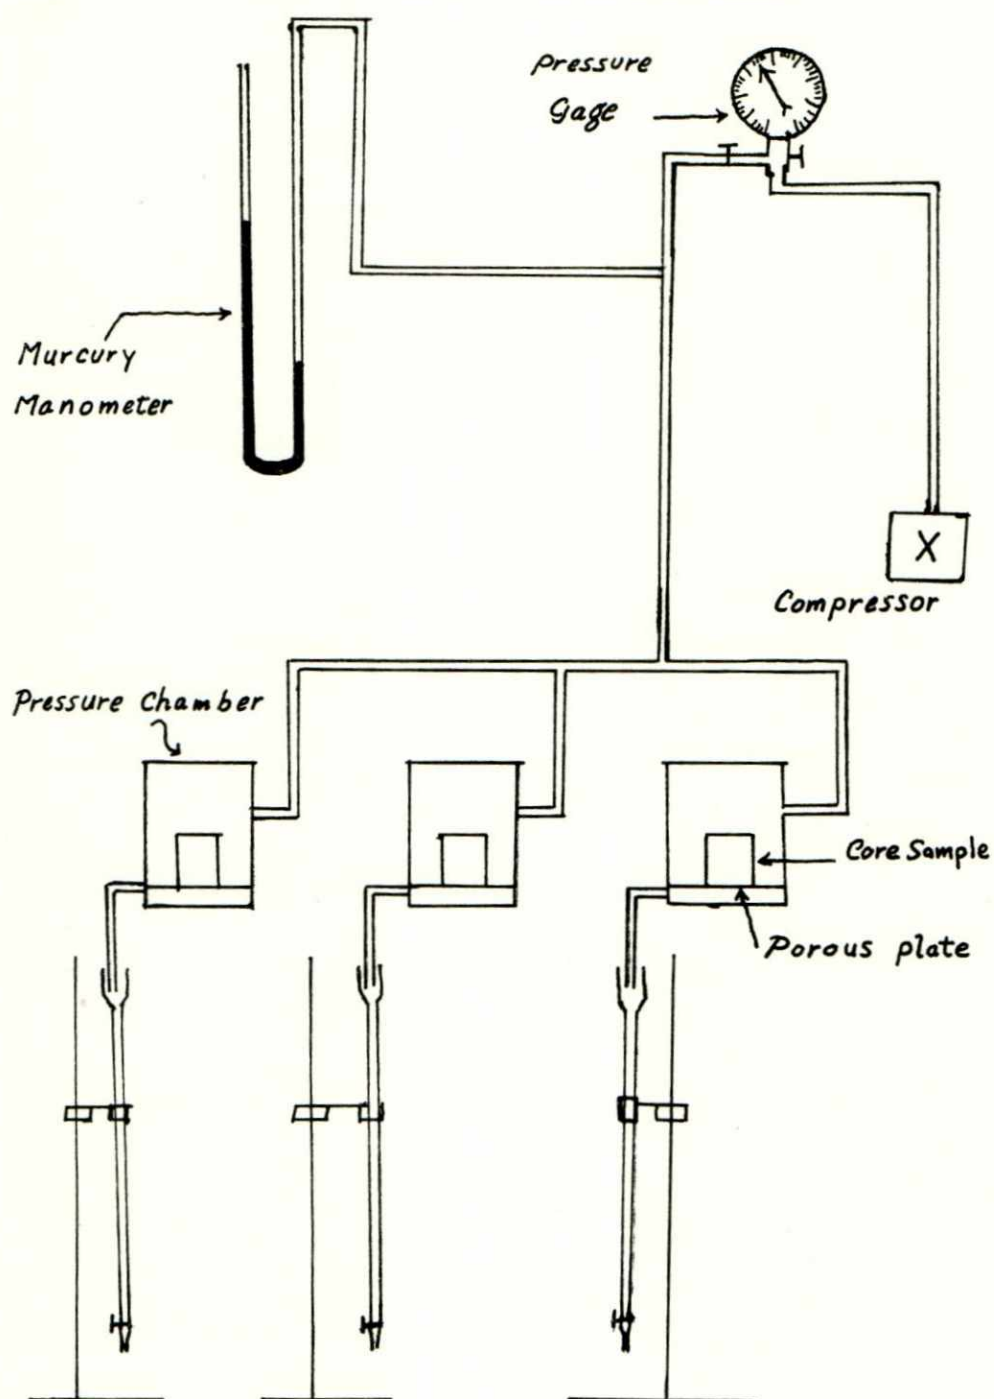 Pressure
Gage
Murcury
Manometer
X
Compressor
Pressure Chamber
Core Sample
Porous plate